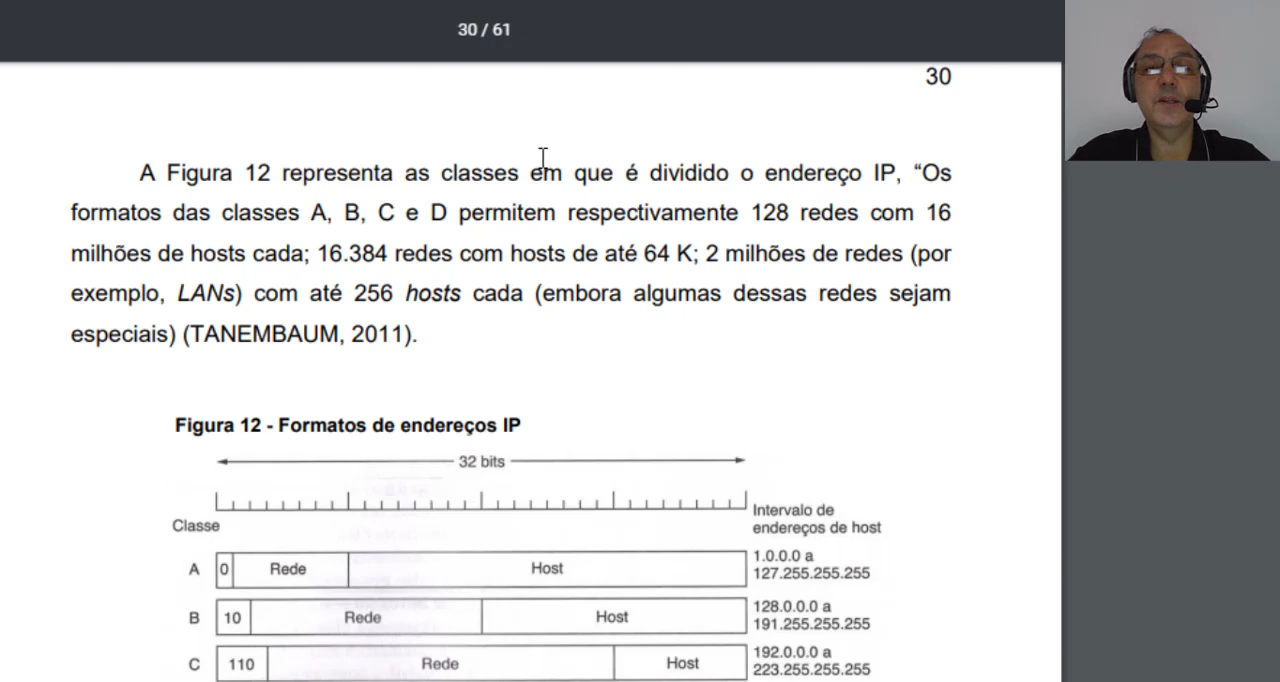 30 / 61
30
A Figura 12 representa as classes em que é dividido o endereço IP, “Os
formatos das classes A, B, C e D permitem respectivamente 128 redes com 16
milhões de hosts cada; 16.384 redes com hosts de até 64 K; 2 milhões de redes (por
exemplo, LANs) com até 256 hosts cada (embora algumas dessas redes sejam
especiais) (TANEMBAUM, 2011).
Figura 12 - Formatos de endereços IP
32 bits
Classe
Intervalo de
endereços de host
A 0 Rede Host 1.0.0.0 a
127.255.255.255
B 10 Rede Host 128.0.0.0 a
191.255.255.255
C 110 Rede Host 192.0.0.0 a
223.255.255.255